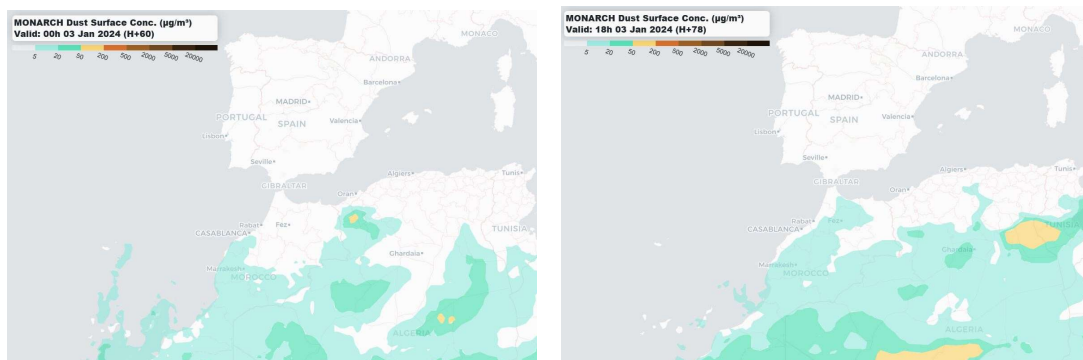 MONARCH Dust Surface Conc. (µg/m³)
Valid: 00h 03 Jan 2024 (H+60)
5 20 50 200 500 2000 5000 20000
MONACO
ANDORRA
Barcelona
MADRID
PORTUGAL
SPAIN
Valencia
Lisbon
Seville
GIBRALTAR
Algiers
Tunis
Oran
Rabat
Fez
CASABLANCA
TUNISIA
Ghardaia
Marrakesh
MOROCCO
ALGERIA
MONARCH Dust Surface Conc. (µg/m³)
Valid: 18h 03 Jan 2024 (H+78)
5 20 50 200 500 2000 5000 20000
MONACO
ANDORRA
Barcelona
MADRID
PORTUGAL
SPAIN
Valencia
Lisbon
Seville
GIBRALTAR
Algiers
Tunis
Oran
Rabat
Fez
CASABLANCA
TUNISIA
Ghardaia
Marrakesh
MOROCCO
ALGERIA